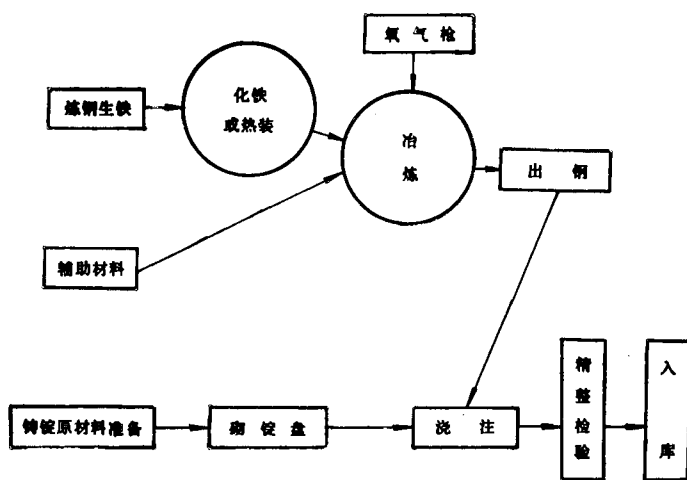 氧气枪
化铁
或热装
炼钢生铁
冶
炼
出钢
辅助材料
精
整
检
验
入
库
铸锭原材料准备
砌锭盘
浇注